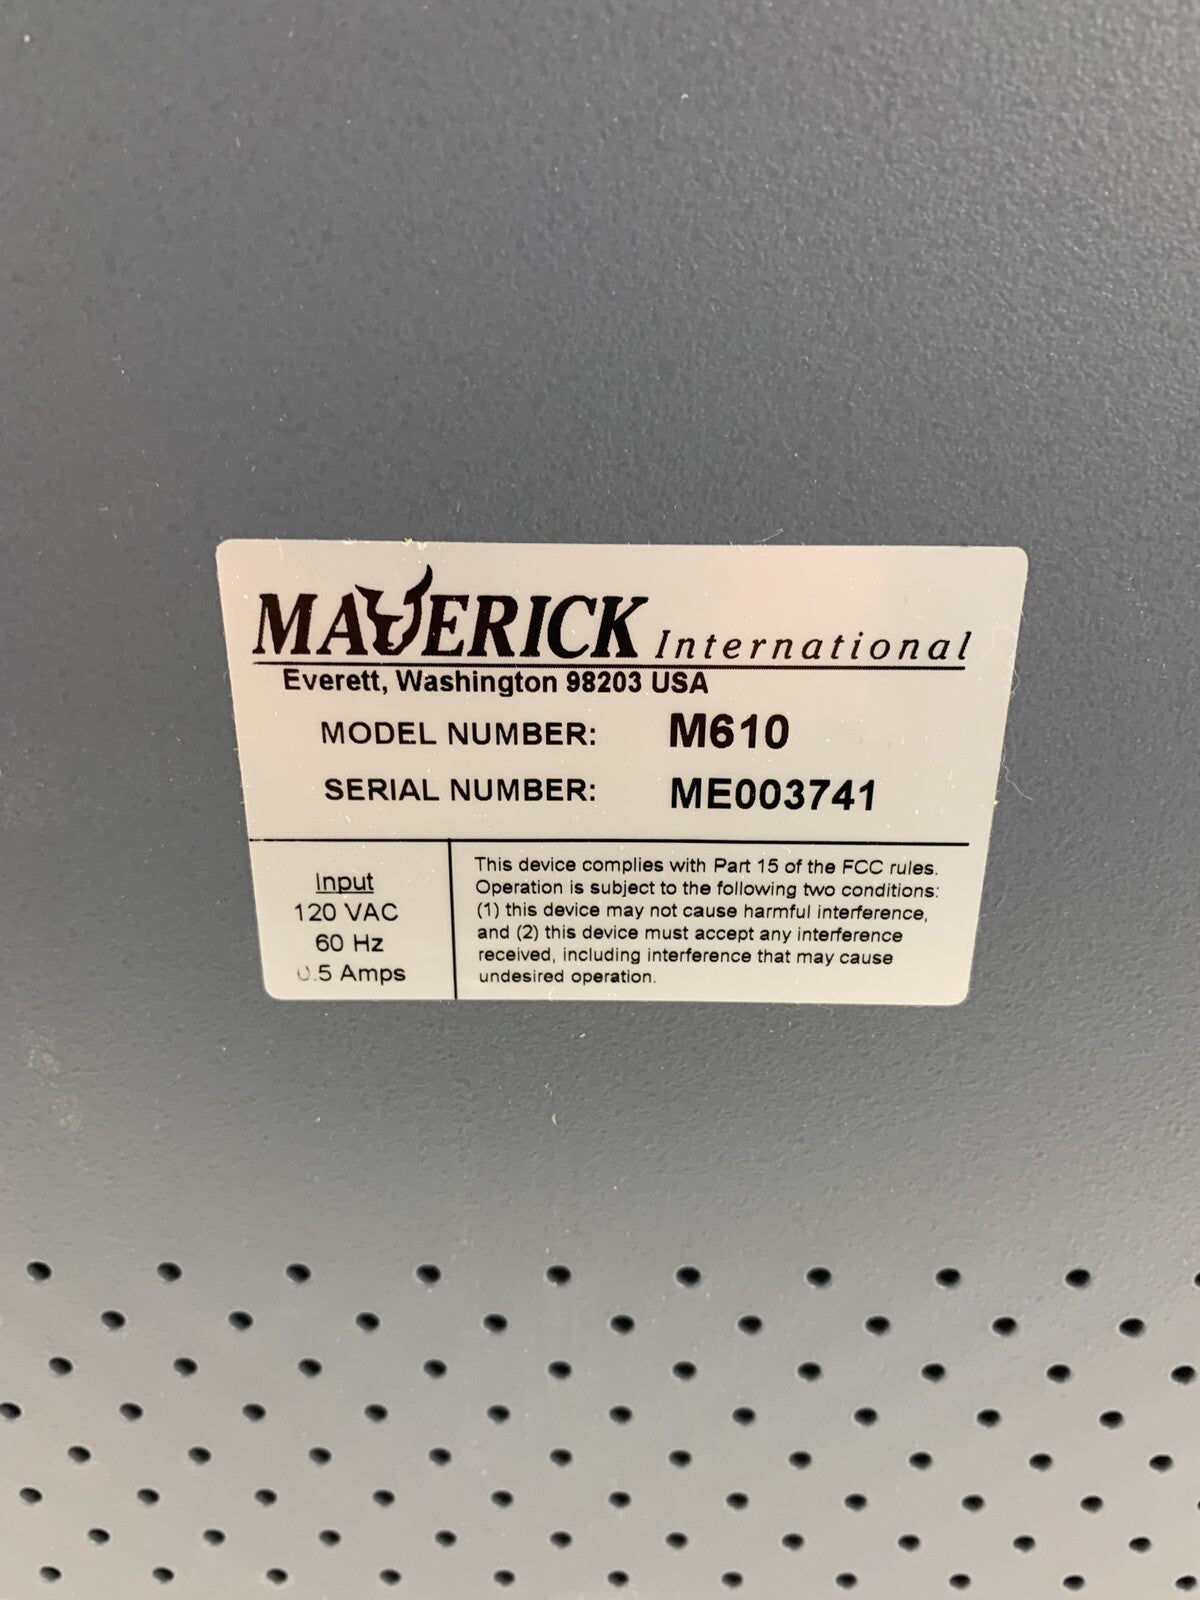 MAVERICK International
Everett, Washington 98203 USA
MODEL NUMBER: M610
SERIAL NUMBER: ME003741
Input
120 VAC
60 Hz
0.5 Amps
This device complies with Part 15 of the FCC rules.
Operation is subject to the following two conditions:
(1) this device may not cause harmful interference,
and (2) this device must accept any interference
received, including interference that may cause
undesired operation.